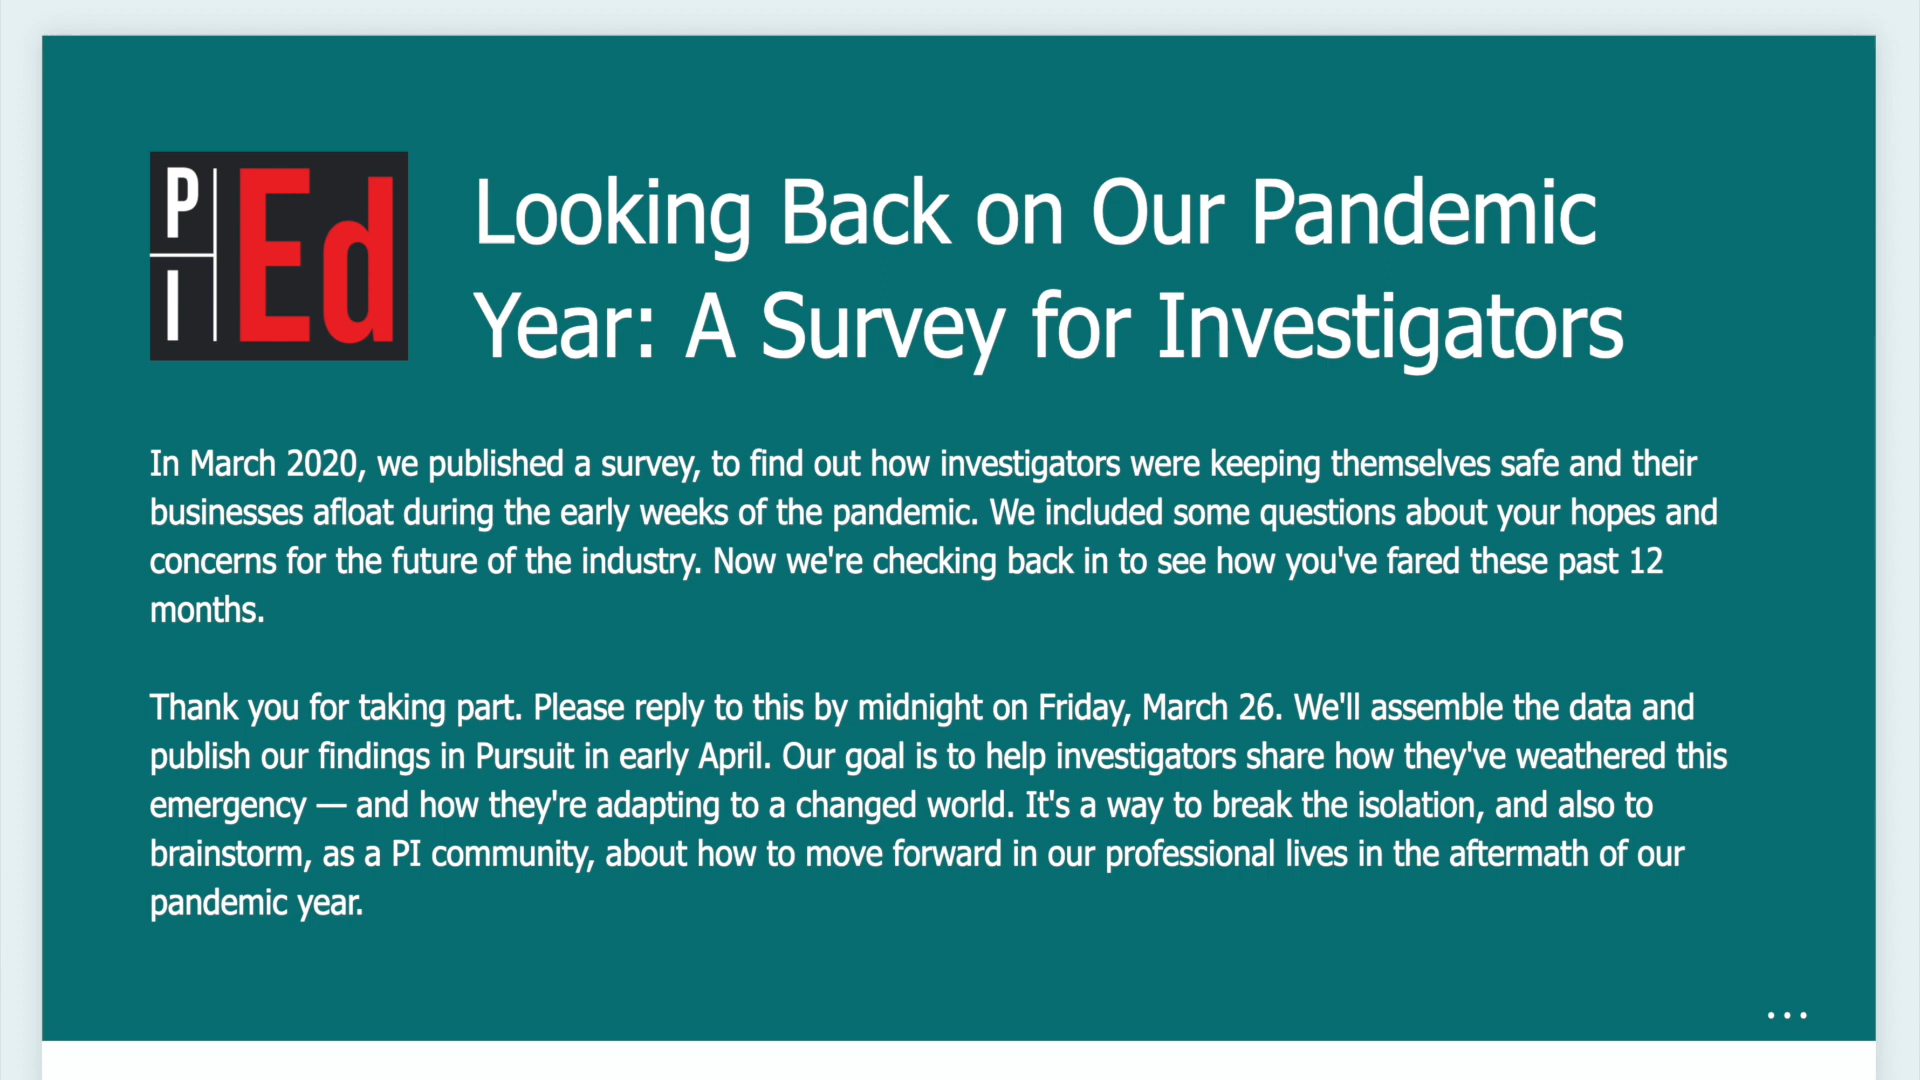 P
I
Ed
Looking Back on Our Pandemic
Year: A Survey for Investigators
In March 2020, we published a survey, to find out how investigators were keeping themselves safe and their
businesses afloat during the early weeks of the pandemic. We included some questions about your hopes and
concerns for the future of the industry. Now we're checking back in to see how you've fared these past 12
months.
Thank you for taking part. Please reply to this by midnight on Friday, March 26. We'll assemble the data and
publish our findings in Pursuit in early April. Our goal is to help investigators share how they've weathered this
emergency — and how they're adapting to a changed world. It's a way to break the isolation, and also to
brainstorm, as a PI community, about how to move forward in our professional lives in the aftermath of our
pandemic year.